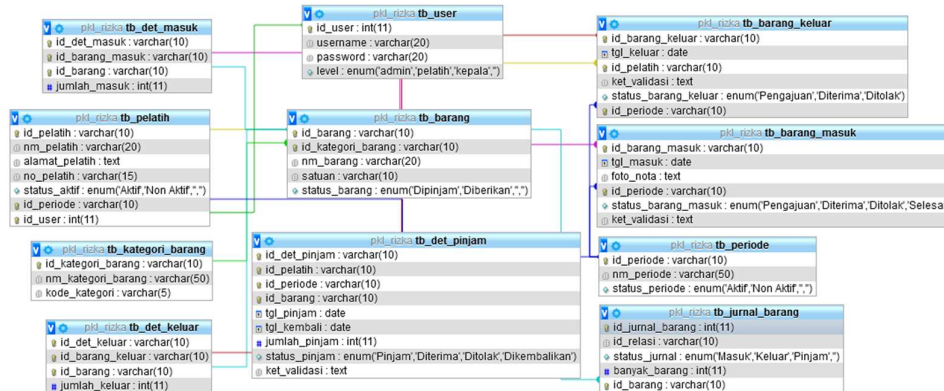 pkl_rizka tb_det_masuk
id_det_masuk : varchar(10)
id_barang_masuk : varchar(10)
id_barang : varchar(10)
jumlah_masuk : int(11)
pkl_rizka tb_user
id_user : int(11)
username : varchar(20)
password : varchar(20)
level : enum('admin','pelatih','kepala','')
pkl_rizka tb_barang_keluar
id_barang_keluar : varchar(10)
tgl_keluar : date
id_pelatih : varchar(10)
ket_validasi : text
status_barang_keluar : enum('Pengajuan','Diterima','Ditolak')
id_periode : varchar(10)
pkl_rizka tb_pelatih
id_pelatih : varchar(10)
nm_pelatih : varchar(20)
alamat_pelatih : text
no_pelatih : varchar(15)
status_aktif : enum('Aktif','Non Aktif','','')
id_periode : varchar(10)
id_user : int(11)
pkl_rizka tb_barang
id_barang : varchar(10)
id_kategori_barang : varchar(10)
nm_barang : varchar(20)
satuan : varchar(10)
status_barang : enum('Dipinjam','Diberikan','','')
pkl_rizka tb_barang_masuk
id_barang_masuk : varchar(10)
tgl_masuk : date
foto_nota : text
id_periode : varchar(10)
status_barang_masuk : enum('Pengajuan','Diterima','Ditolak','Selesa
ket_validasi : text
pkl_rizka tb_kategori_barang
id_kategori_barang : varchar(10)
nm_kategori_barang : varchar(50)
kode_kategori : varchar(5)
pkl_rizka tb_det_pinjam
id_det_pinjam : varchar(10)
id_pelatih : varchar(10)
id_periode : varchar(10)
id_barang : varchar(10)
tgl_pinjam : date
tgl_kembali : date
jumlah_pinjam : int(11)
status_pinjam : enum('Pinjam','Diterima','Ditolak','Dikembalikan')
ket_validasi : text
pkl_rizka tb_periode
id_periode : varchar(10)
nm_periode : varchar(50)
status_periode : enum('Aktif','Non Aktif','','')
pkl_rizka tb_det_keluar
id_det_keluar : varchar(10)
id_barang_keluar : varchar(10)
id_barang : varchar(10)
jumlah_keluar : int(11)
pkl_rizka tb_jurnal_barang
id_jurnal_barang : int(11)
id_relasi : varchar(10)
status_jurnal : enum('Masuk','Keluar','Pinjam','')
banyak_barang : int(11)
id_barang : varchar(10)